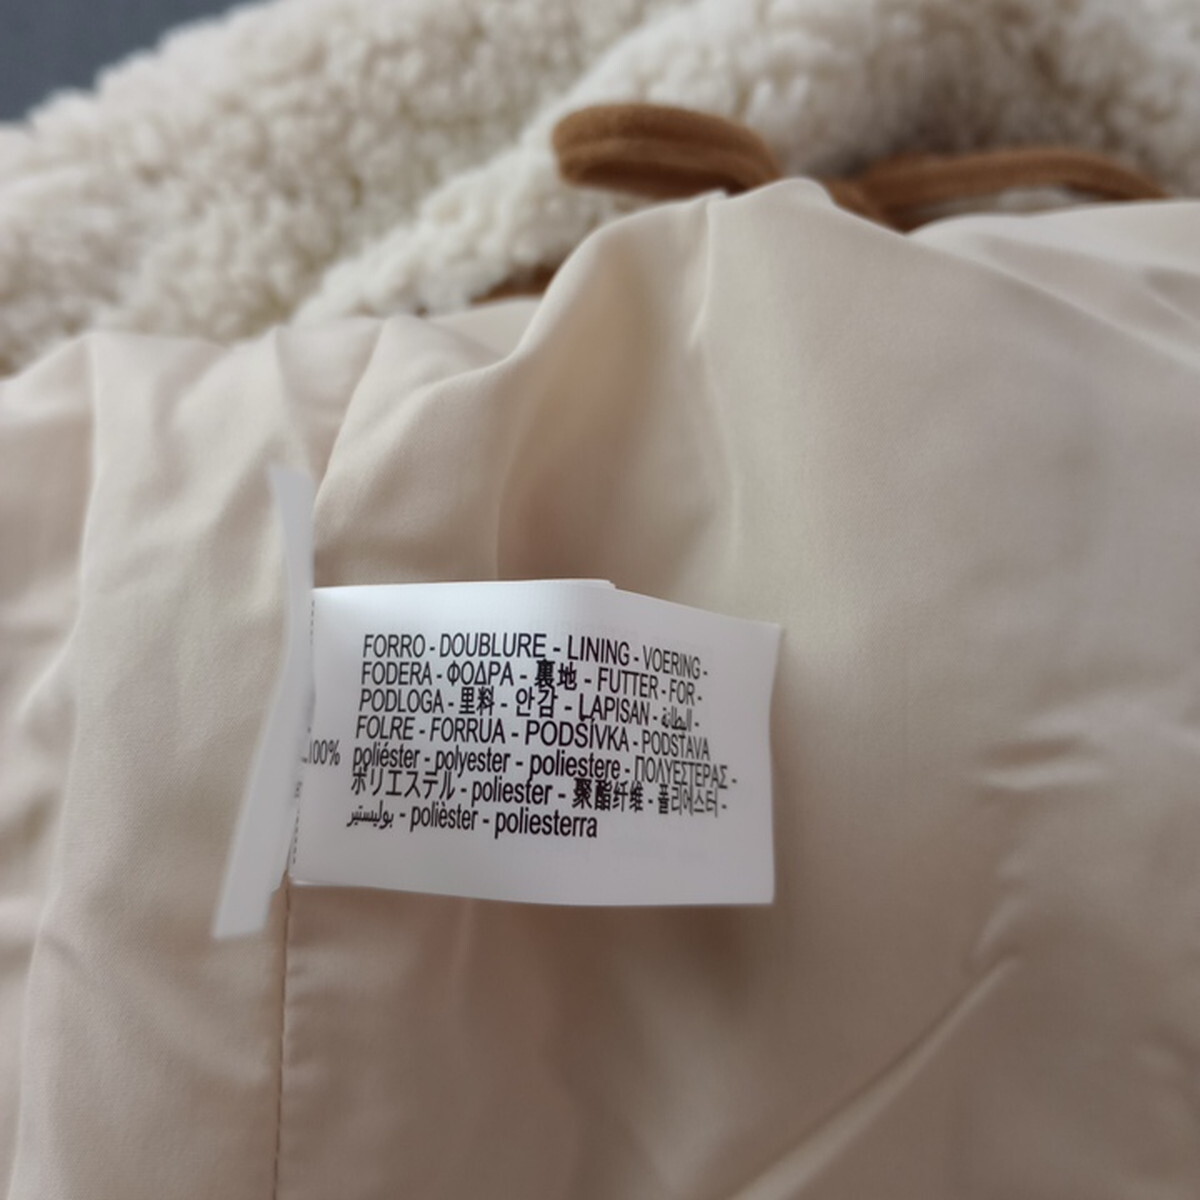 FORRO - DOUBLURE - LINING - VOERING -
FODERA - ΦΟΔΡΑ - 裏地 - FUTTER - FOR -
PODLOGA - 里料 - 안감 - LAPISAN - البطانة -
FOLRE - FORRUA - PODŠÍVKA - PODSTAVA
100% poliéster - polyester - poliestere - ΠΟΛΥΕΣΤΕΡΑΣ -
ポリエステル - poliester - 聚酯纤维 - 폴리에스터 -
بوليستير - polièster - poliesterra